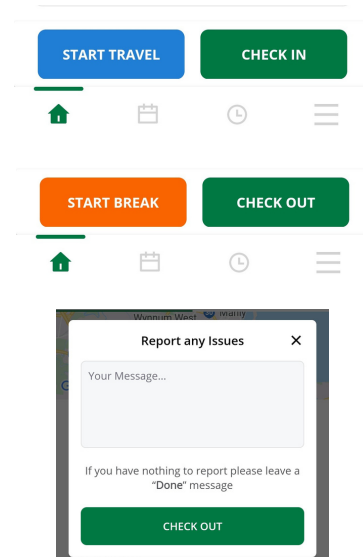 START TRAVEL CHECK IN
START BREAK CHECK OUT
Wynnum West Manly
Report any Issues
Your Message...
If you have nothing to report please leave a
“Done” message
CHECK OUT